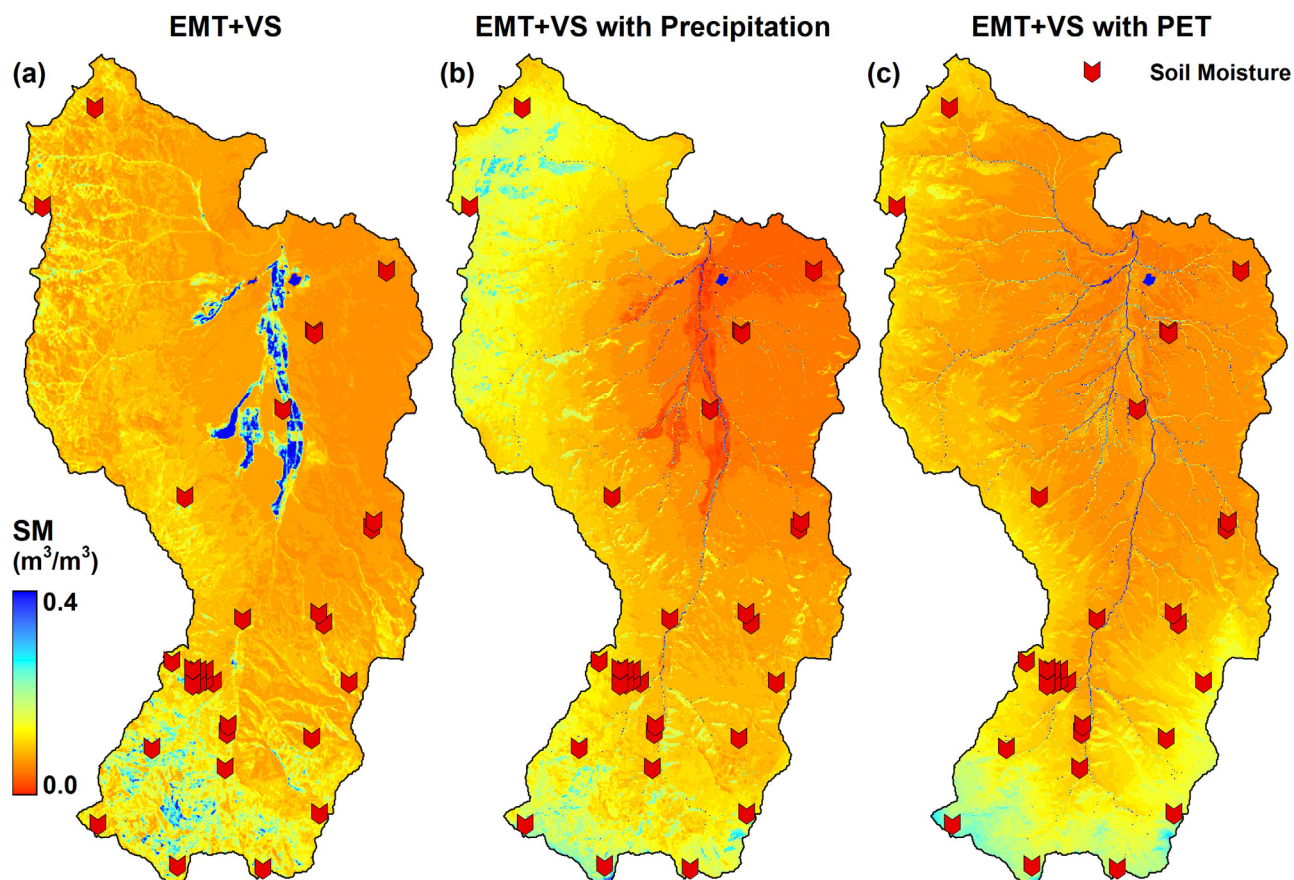 EMT+VS
EMT+VS with Precipitation
EMT+VS with PET
(a)
(b)
(c)
Soil Moisture
SM
(m³/m³)
0.4
0.0